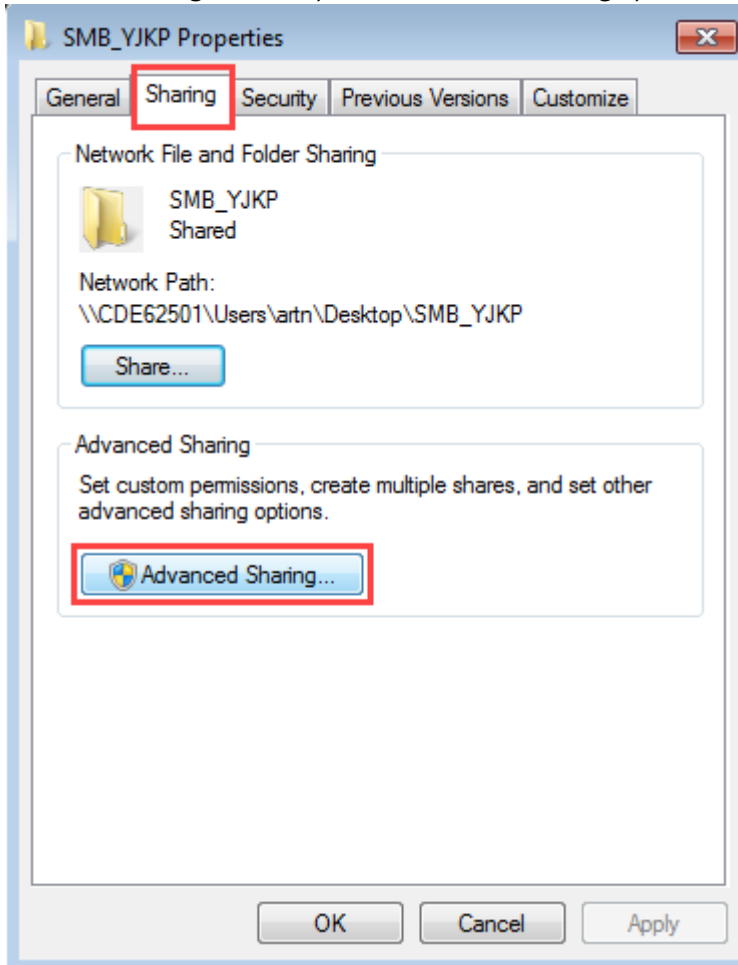 SMB_YJKP Properties
General Sharing Security Previous Versions Customize
Network File and Folder Sharing
SMB_YJKP
Shared
Network Path:
\\CDE62501\Users\artn\Desktop\SMB_YJKP
Share...
Advanced Sharing
Set custom permissions, create multiple shares, and set other
advanced sharing options.
Advanced Sharing...
OK Cancel Apply